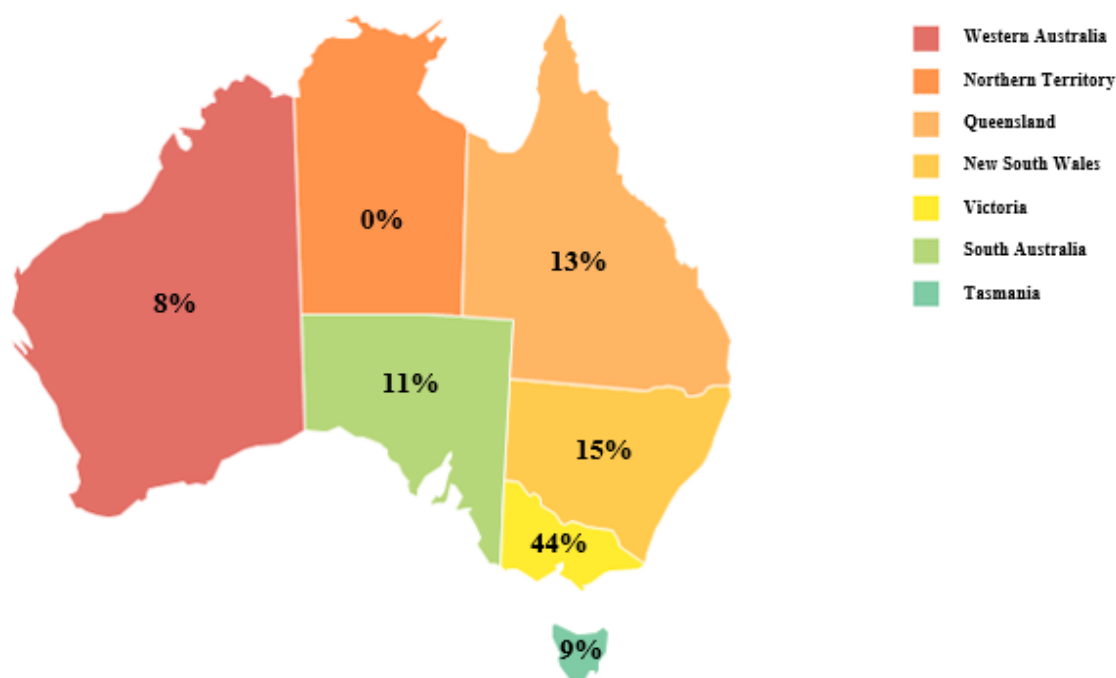 Western Australia
Northern Territory
Queensland
New South Wales
Victoria
South Australia
Tasmania
0%
13%
8%
11%
15%
44%
9%